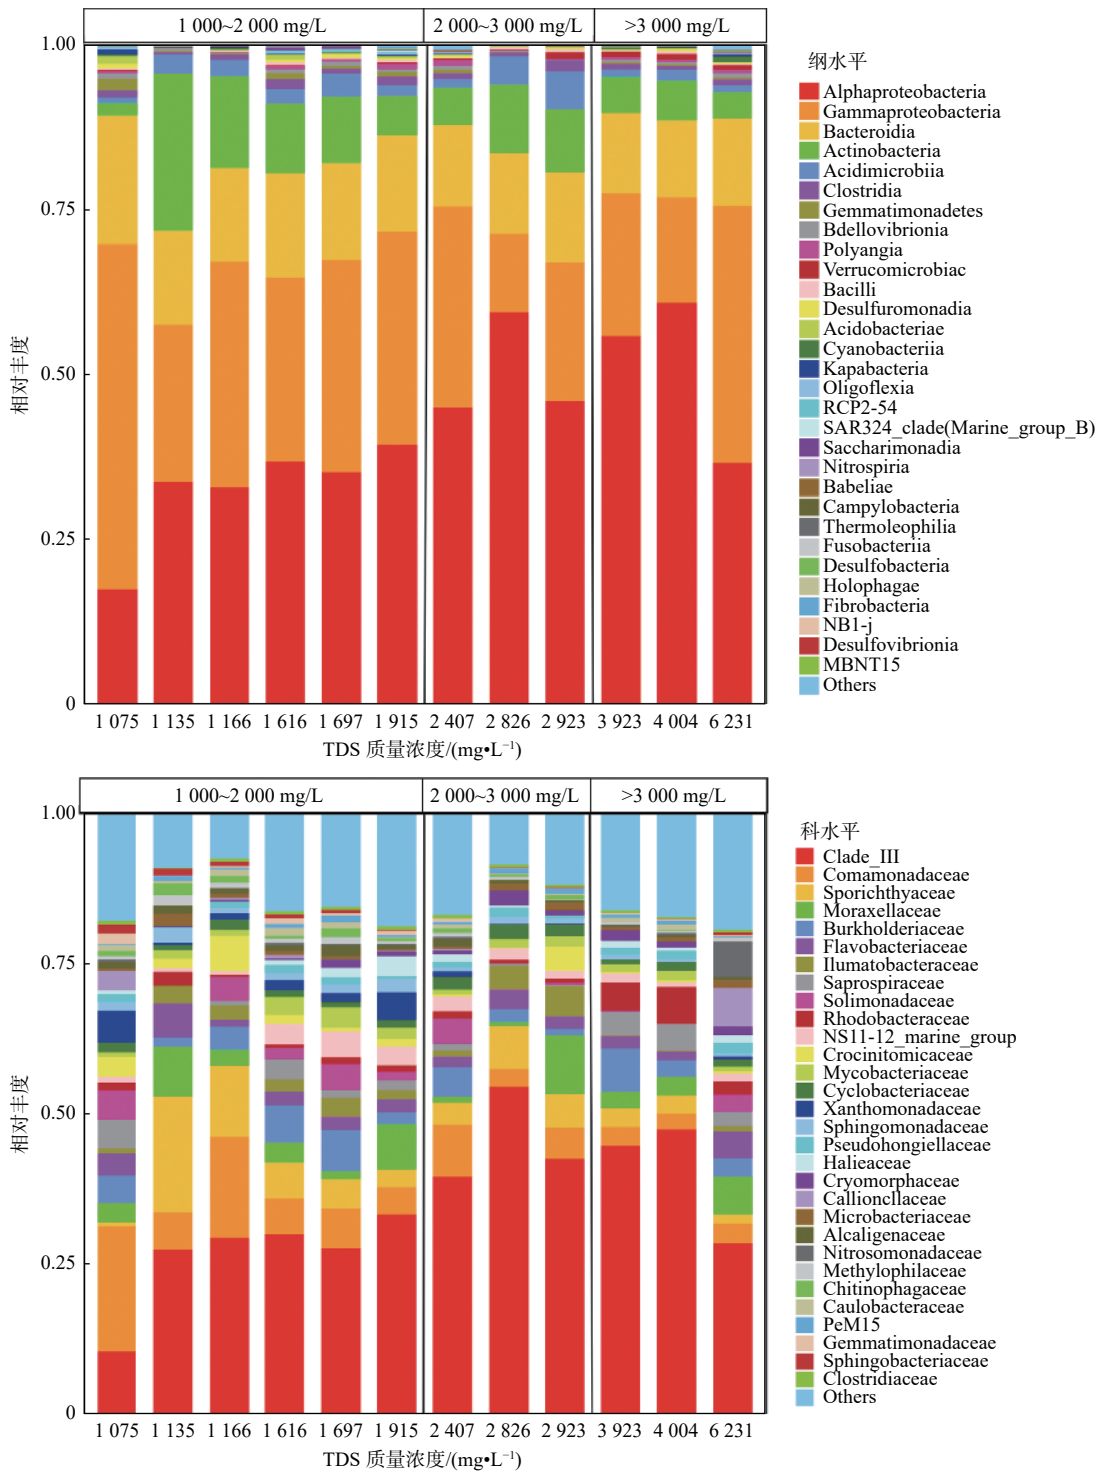 1 000~2 000 mg/L
2 000~3 000 mg/L
>3 000 mg/L
1.00
0.75
0.50
0.25
0
相对丰度
1 075
1 135
1 166
1 616
1 697
1 915
2 407
2 826
2 923
3 923
4 004
6 231
TDS 质量浓度/(mg•L⁻¹)
纲水平
Alphaproteobacteria
Gammaproteobacteria
Bacteroidia
Actinobacteria
Acidimicrobiia
Clostridia
Gemmatimonadetes
Bdellovibrionia
Polyangia
Verrucomicrobiac
Bacilli
Desulfuromonadia
Acidobacteriae
Cyanobacteriia
Kapabacteria
Oligoflexia
RCP2-54
SAR324_clade(Marine_group_B)
Saccharimonadia
Nitrospiria
Babeliae
Campylobacteria
Thermoleophilia
Fusobacteriia
Desulfobacteria
Holophagae
Fibrobacteria
NB1-j
Desulfovibrionia
MBNT15
Others
1 000~2 000 mg/L
2 000~3 000 mg/L
>3 000 mg/L
1.00
0.75
0.50
0.25
0
相对丰度
1 075
1 135
1 166
1 616
1 697
1 915
2 407
2 826
2 923
3 923
4 004
6 231
TDS 质量浓度/(mg•L⁻¹)
科水平
Clade_III
Comamonadaceae
Sporichthyaceae
Moraxellaceae
Burkholderiaceae
Flavobacteriaceae
Ilumatobacteraceae
Saprospiraceae
Solimonadaceae
Rhodobacteraceae
NS11-12_marine_group
Crocinitomicaceae
Mycobacteriaceae
Cyclobacteriaceae
Xanthomonadaceae
Sphingomonadaceae
Pseudohongiellaceae
Halieaceae
Cryomorphaceae
Callioncllaceae
Microbacteriaceae
Alcaligenaceae
Nitrosomonadaceae
Methylophilaceae
Chitinophagaceae
Caulobacteraceae
PeM15
Gemmatimonadaceae
Sphingobacteriaceae
Clostridiaceae
Others